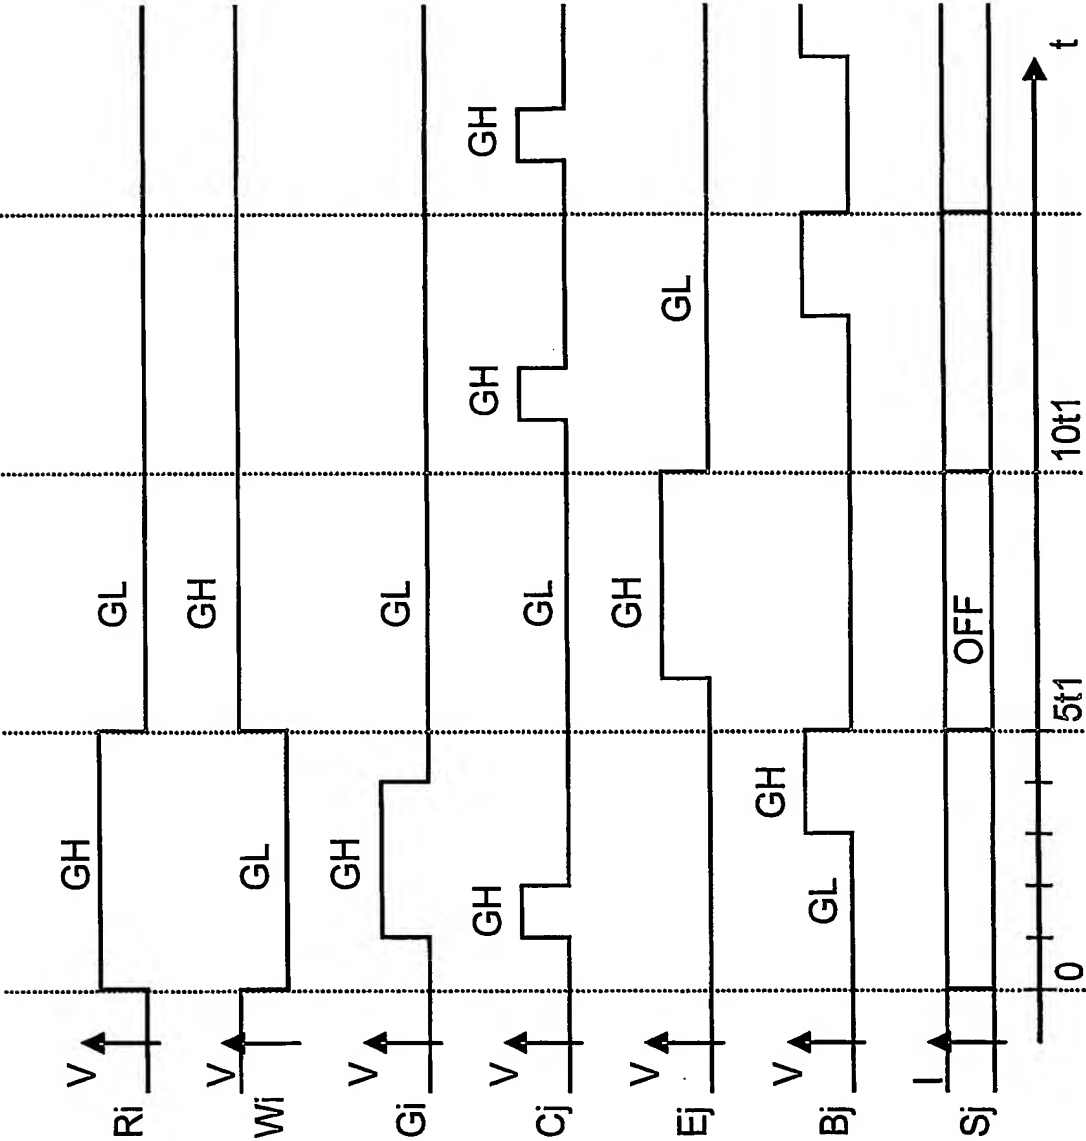 Ri V GH GL
Wi V GL GH
Gi V GH GL
Cj V GH GL GH GH
Ej V GH GL
Bj V GL GH
Sj I OFF
0 5t1 10t1 t